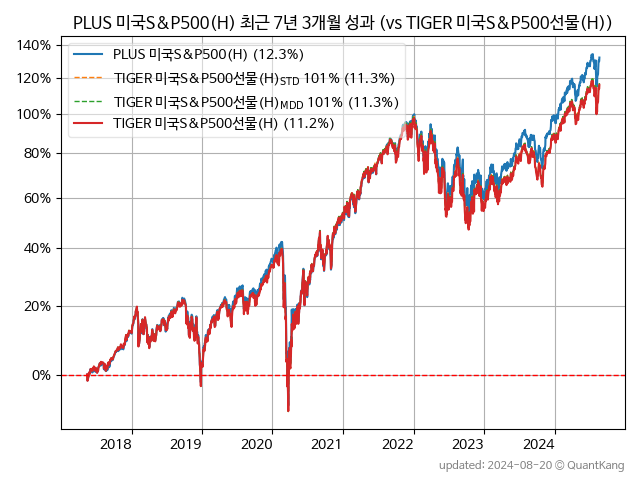 PLUS 미국S&P500(H) 최근 7년 3개월 성과 (vs TIGER 미국S&P500선물(H))
140%
120%
100%
80%
60%
40%
20%
0%
PLUS 미국S&P500(H) (12.3%)
TIGER 미국S&P500선물(H)STD 101% (11.3%)
TIGER 미국S&P500선물(H)MDD 101% (11.3%)
TIGER 미국S&P500선물(H) (11.2%)
2018 2019 2020 2021 2022 2023 2024
updated: 2024-08-20 © QuantKang